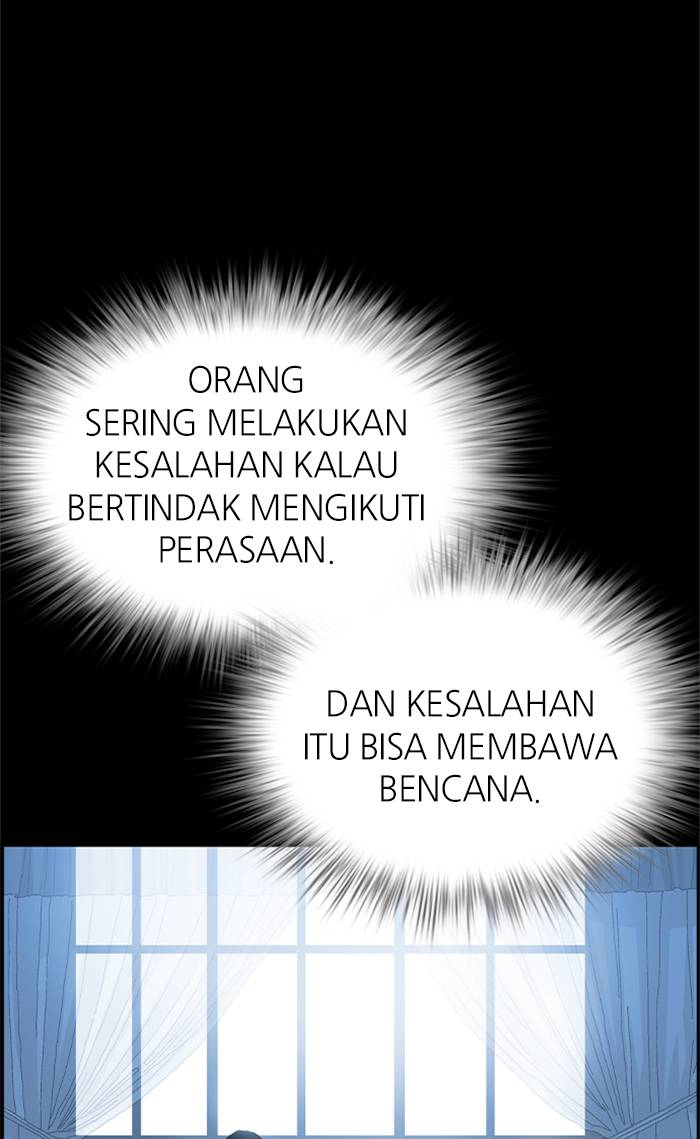 ORANG
SERING MELAKUKAN
KESALAHAN KALAU
BERTINDAK MENGIKUTI
PERASAAN.
DAN KESALAHAN
ITU BISA MEMBAWA
BENCANA.